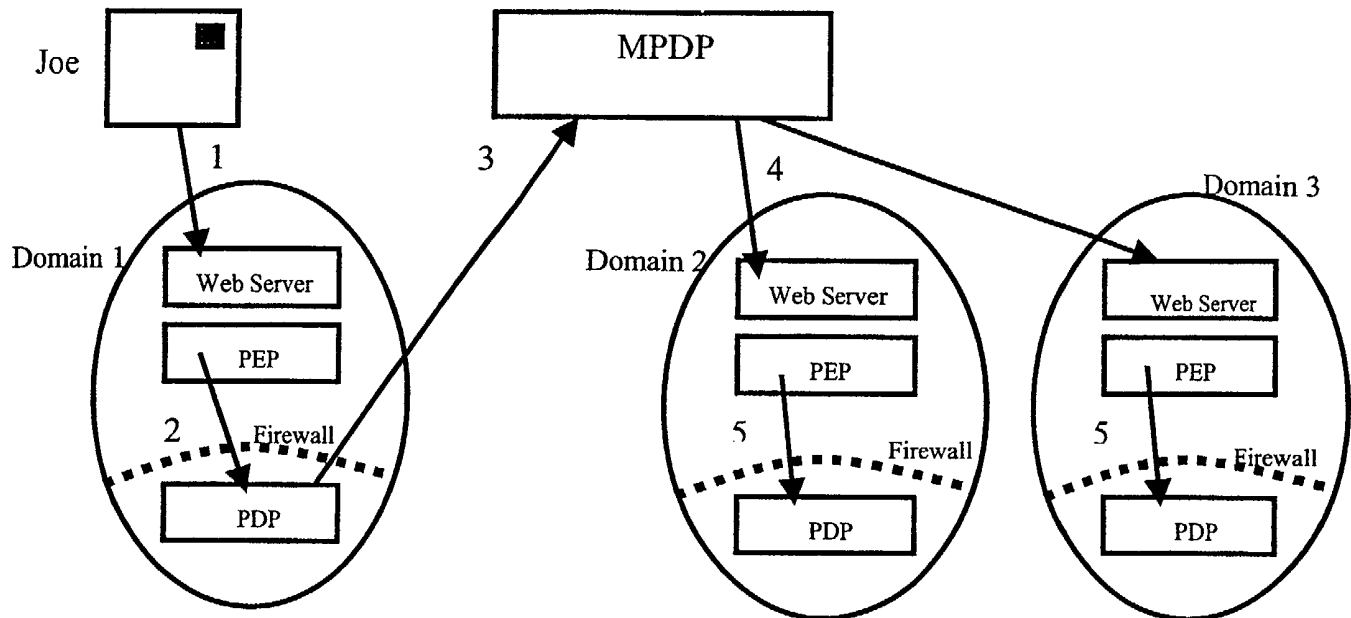 Joe
MPDP
1
3
4
Domain 3
Domain 1
Web Server
Domain 2
Web Server
Web Server
PEP
PEP
PEP
2
Firewall
5
Firewall
5
Firewall
PDP
PDP
PDP